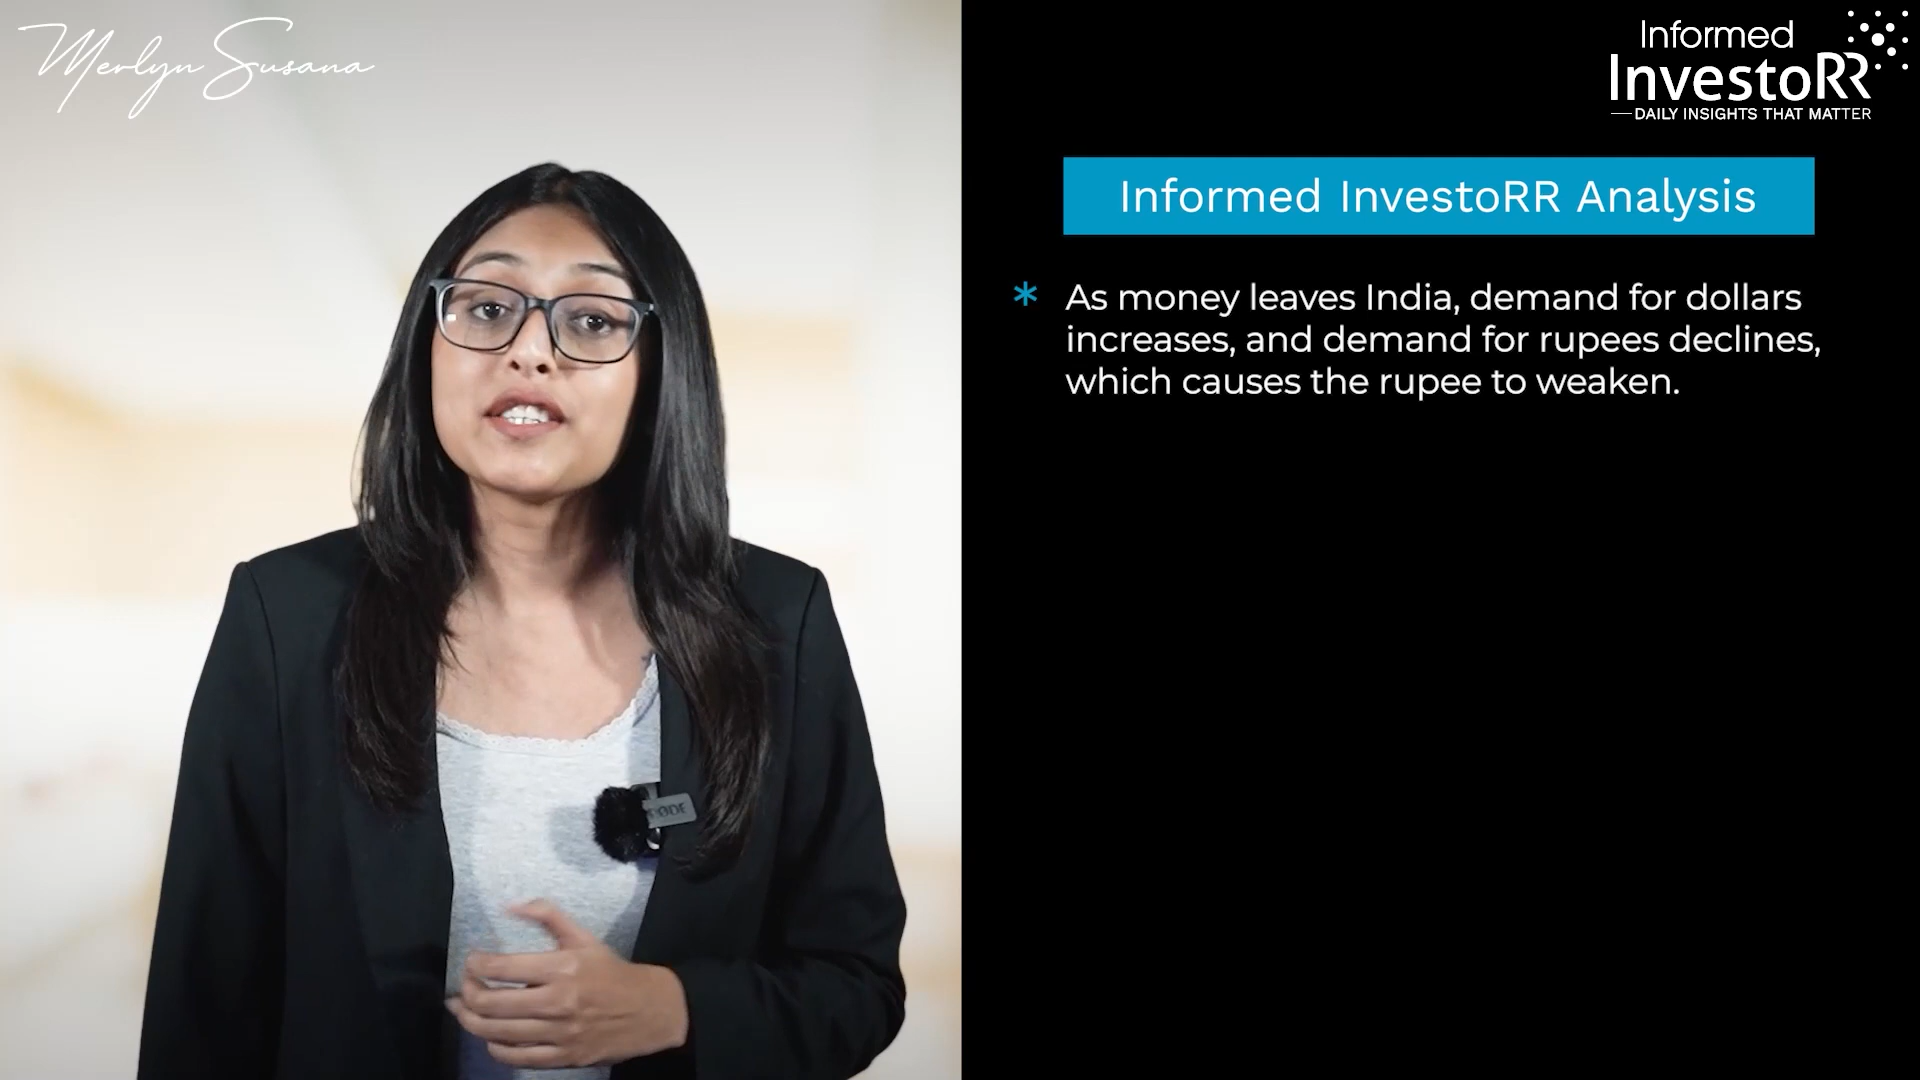 Merlyn Susana
Informed
InvestoRR
DAILY INSIGHTS THAT MATTER
Informed InvestoRR Analysis
* As money leaves India, demand for dollars
increases, and demand for rupees declines,
which causes the rupee to weaken.